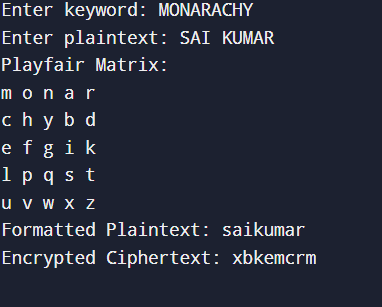 Enter keyword: MONARACHY
Enter plaintext: SAI KUMAR
Playfair Matrix:
m o n a r
c h y b d
e f g i k
l p q s t
u v w x z
Formatted Plaintext: saikumar
Encrypted Ciphertext: xbkemcrm